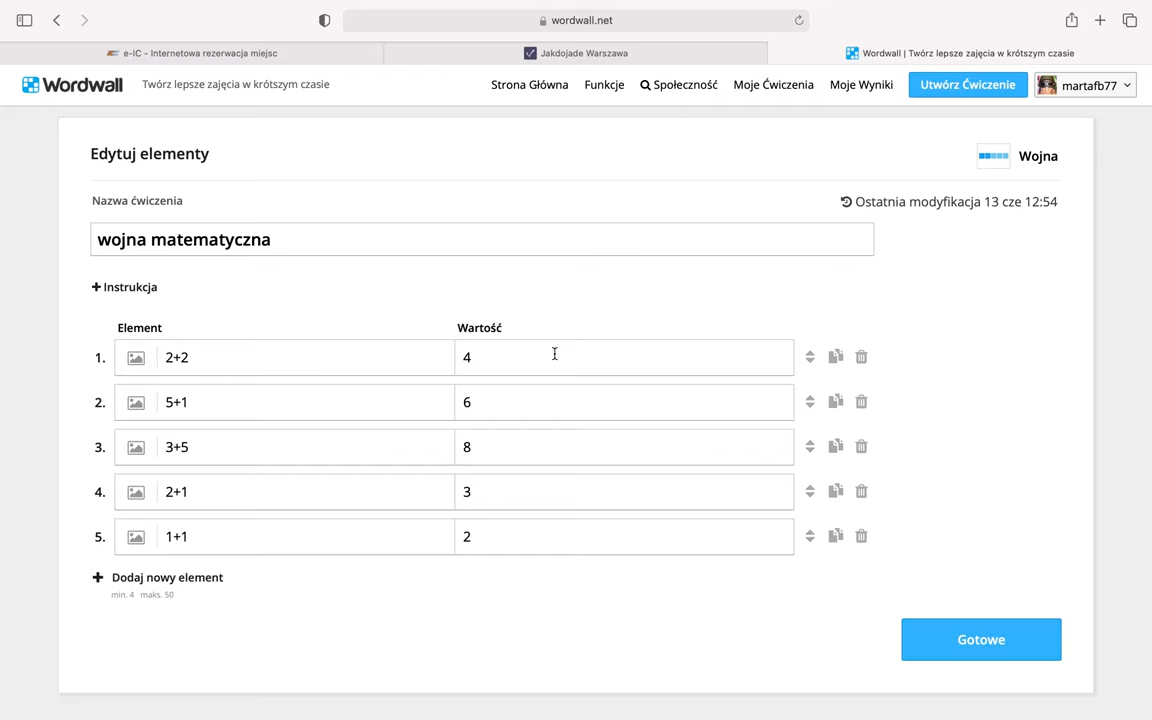 wordwall.net
e-IC - Internetowa rezerwacja miejsc
Jakdojade Warszawa
Wordwall | Twórz lepsze zajęcia w krótszym czasie
Wordwall
Twórz lepsze zajęcia w krótszym czasie
Strona Główna
Funkcje
Społeczność
Moje Ćwiczenia
Moje Wyniki
Utwórz Ćwiczenie
martafb77
Edytuj elementy
Wojna
Nazwa ćwiczenia
Ostatnia modyfikacja 13 cze 12:54
wojna matematyczna
+ Instrukcja
Element Wartość
1. 2+2 4
2. 5+1 6
3. 3+5 8
4. 2+1 3
5. 1+1 2
+ Dodaj nowy element
min. 4 maks. 50
Gotowe